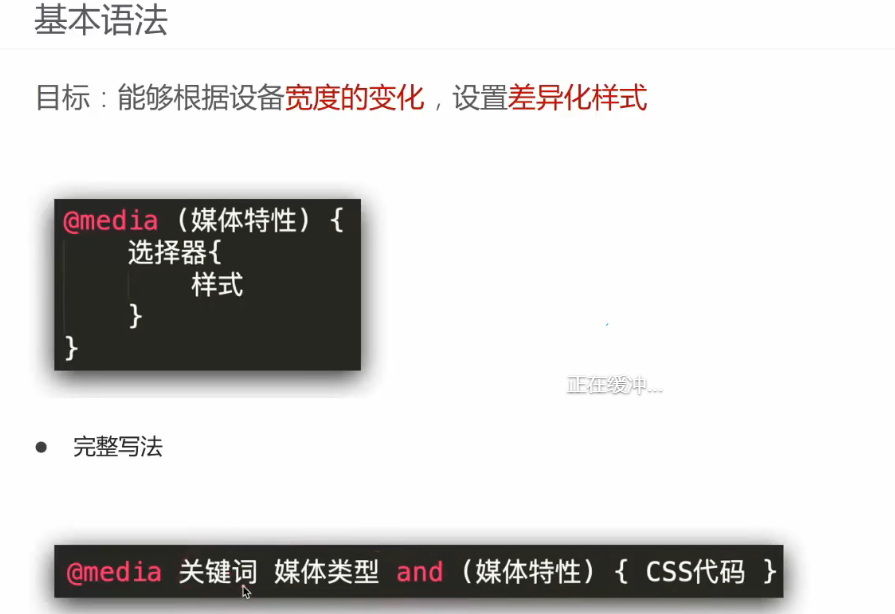 基本语法
目标：能够根据设备宽度的变化，设置差异化样式
@media (媒体特性) {
选择器{
样式
}
}
正在缓冲...
● 完整写法
@media 关键词 媒体类型 and (媒体特性) { CSS代码 }